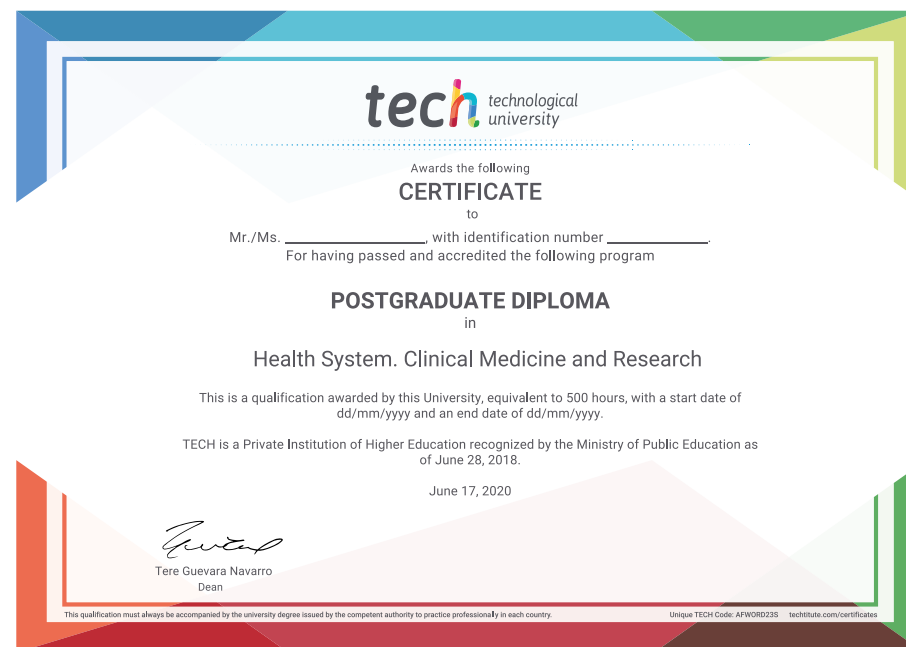 tech technological
university
Awards the following
CERTIFICATE
to
Mr./Ms. ____________________, with identification number ______________.
For having passed and accredited the following program
POSTGRADUATE DIPLOMA
in
Health System. Clinical Medicine and Research
This is a qualification awarded by this University, equivalent to 500 hours, with a start date of
dd/mm/yyyy and an end date of dd/mm/yyyy.
TECH is a Private Institution of Higher Education recognized by the Ministry of Public Education as
of June 28, 2018.
June 17, 2020
Tere Guevara Navarro
Dean
This qualification must always be accompanied by the university degree issued by the competent authority to practice professionally in each country.
Unique TECH Code: AFWORD23S techtitute.com/certificates